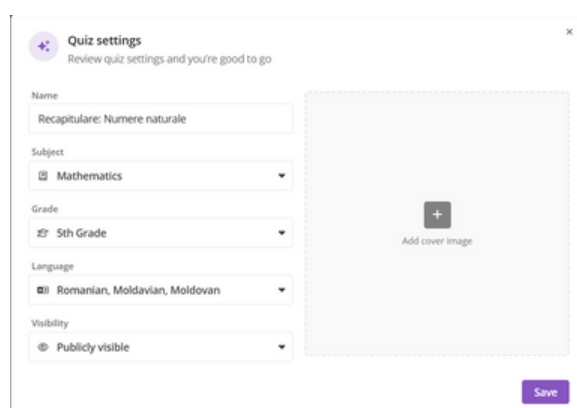 Quiz settings
Review quiz settings and you're good to go
Name
Recapitulare: Numere naturale
Subject
Mathematics
Grade
5th Grade
Language
Romanian, Moldavian, Moldovan
Visibility
Publicly visible
Add cover image
Save